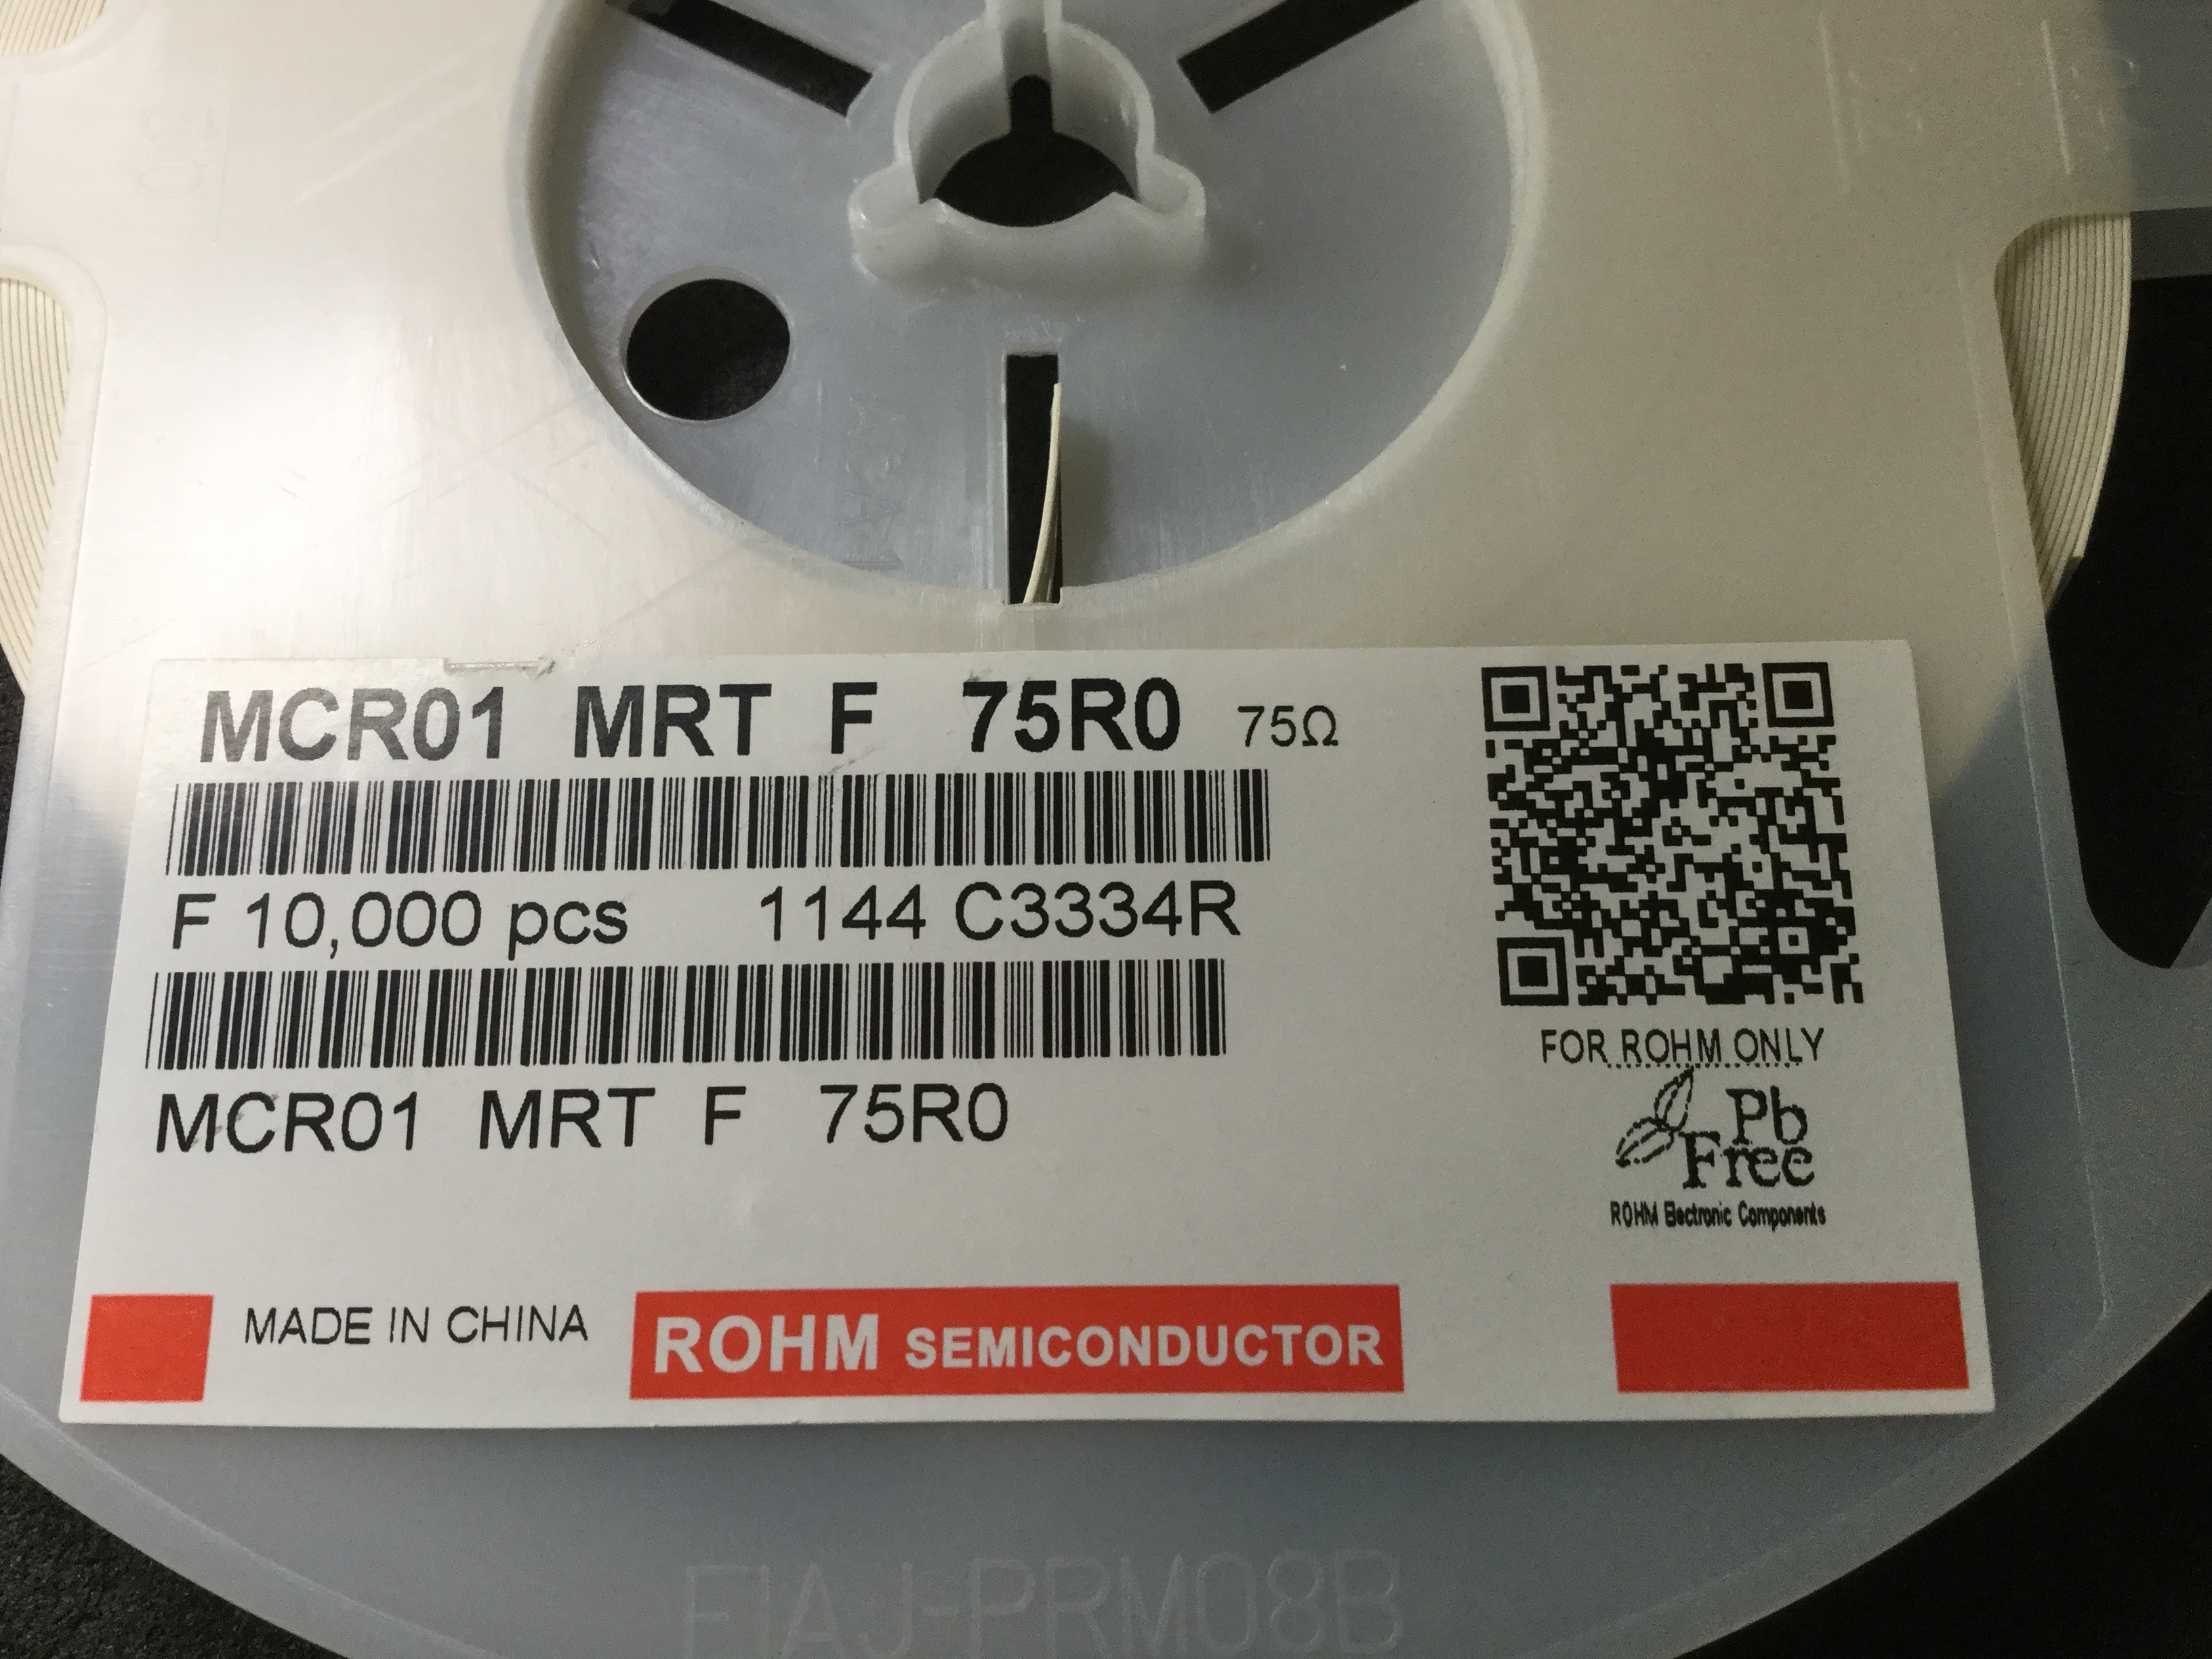 MCR01 MRT F 75R0 75Ω
F 10,000 pcs 1144 C3334R
MCR01 MRT F 75R0
FOR ROHM ONLY
Pb
Free
ROHM Electronic Components
MADE IN CHINA
ROHM SEMICONDUCTOR
EIAJ-PRM08B